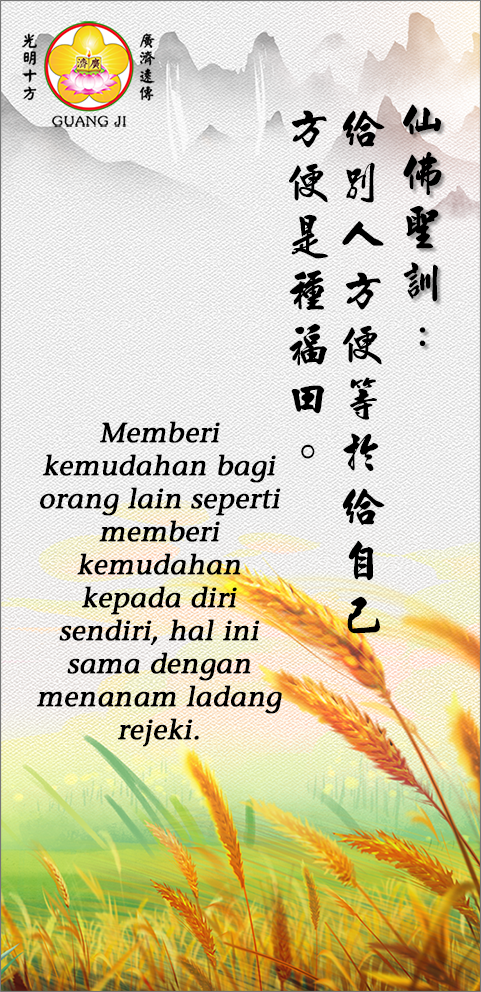 光明十方
廣濟遠傳
濟廣
GUANG JI
仙佛聖訓：
給別人方便等於給自己
方便是種福田。
Memberi
kemudahan bagi
orang lain seperti
memberi
kemudahan
kepada diri
sendiri, hal ini
sama dengan
menanam ladang
rejeki.